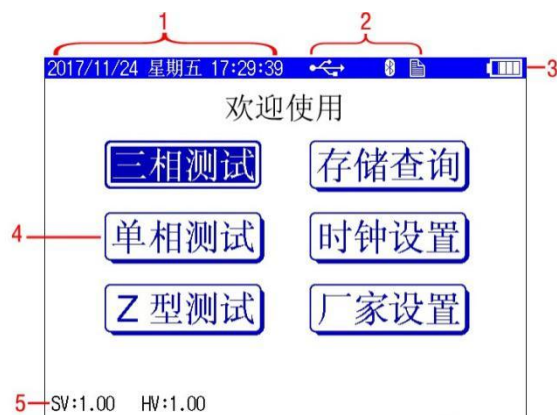 1 2
2017/11/24 星期五 17:29:39 3
欢迎使用
三相测试 存储查询
4 单相测试 时钟设置
Z型测试 厂家设置
5 SV:1.00 HV:1.00